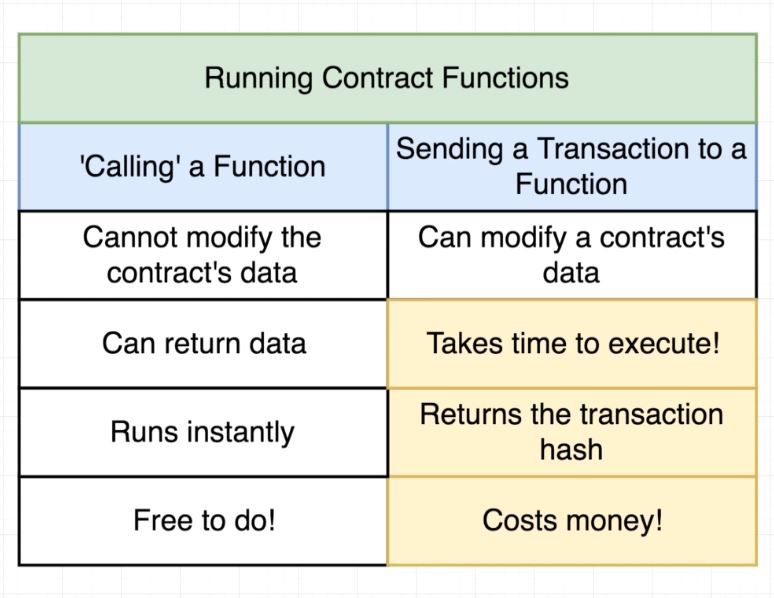 Running Contract Functions
'Calling' a Function
Sending a Transaction to a
Function
Cannot modify the
contract's data
Can modify a contract's
data
Can return data
Takes time to execute!
Runs instantly
Returns the transaction
hash
Free to do!
Costs money!